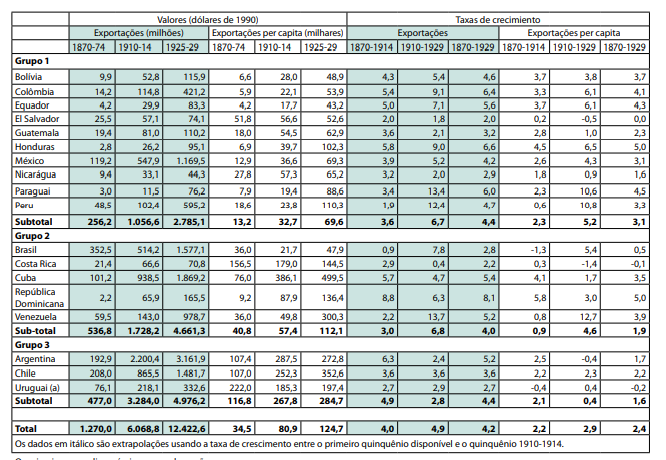 Valores (dólares de 1990) Taxas de crecimiento
Exportações (milhões) Exportações per capita (milhares) Exportações Exportações per capita
1870-74 1910-14 1925-29 1870-74 1910-14 1925-29 1870-1914 1910-1929 1870-1929 1870-1914 1910-1929 1870-1929
Grupo 1
Bolívia 9,9 52,8 115,9 6,6 28,0 48,9 4,3 5,4 4,6 3,7 3,8 3,7
Colômbia 14,2 114,8 421,2 5,9 22,1 53,9 5,4 9,1 6,4 3,3 6,1 4,1
Equador 4,2 29,9 83,3 4,2 17,7 43,2 5,0 7,1 5,6 3,7 6,1 4,3
El Salvador 25,5 57,1 74,1 51,8 56,6 52,6 2,0 1,8 2,0 0,2 -0,5 0,0
Guatemala 19,4 81,0 110,2 18,0 54,5 62,9 3,6 2,1 3,2 2,8 1,0 2,3
Honduras 2,8 26,2 95,1 6,9 39,7 102,3 5,8 9,0 6,6 4,5 6,5 5,0
México 119,2 547,9 1.169,5 12,9 36,6 69,3 3,9 5,2 4,2 2,6 4,3 3,1
Nicarágua 9,4 33,1 44,3 27,8 57,3 65,2 3,2 2,0 2,9 1,8 0,9 1,6
Paraguai 3,0 11,5 76,2 7,9 19,4 88,6 3,4 13,4 6,0 2,3 10,6 4,5
Peru 48,5 102,4 595,2 18,6 23,8 110,3 1,9 12,4 4,7 0,6 10,8 3,3
Subtotal 256,2 1.056,6 2.785,1 13,2 32,7 69,6 3,6 6,7 4,4 2,3 5,2 3,1
Grupo 2
Brasil 352,5 514,2 1.577,1 36,0 21,7 47,9 0,9 7,8 2,8 -1,3 5,4 0,5
Costa Rica 21,4 66,6 70,8 156,5 179,0 144,5 2,9 0,4 2,2 0,3 -1,4 -0,1
Cuba 101,2 938,5 1.869,2 76,0 386,1 499,5 5,7 4,7 5,4 4,1 1,7 3,5
República
Dominicana 2,2 65,9 165,5 9,2 87,9 136,4 8,8 6,3 8,1 5,8 3,0 5,0
Venezuela 59,5 143,0 978,7 36,0 49,8 300,3 2,2 13,7 5,2 0,8 12,7 3,9
Sub-total 536,8 1.728,2 4.661,3 40,8 57,4 112,1 3,0 6,8 4,0 0,9 4,6 1,9
Grupo 3
Argentina 192,9 2.200,4 3.161,9 107,4 287,5 272,8 6,3 2,4 5,2 2,5 -0,4 1,7
Chile 208,0 865,5 1.481,7 107,0 252,3 352,6 3,6 3,7 3,6 2,2 2,3 2,2
Uruguai (a) 76,1 218,1 332,6 222,0 185,3 197,4 2,7 2,9 2,7 -0,4 0,4 -0,2
Subtotal 477,0 3.284,0 4.976,2 116,8 267,8 284,7 4,9 2,8 4,4 2,1 0,4 1,6
Total 1.270,0 6.068,8 12.422,6 34,5 80,9 124,7 4,0 4,9 4,2 2,2 2,9 2,4
Os dados em itálico são extrapolações usando a taxa de crescimento entre o primeiro quinquênio disponível e o quinquênio 1910-1914.